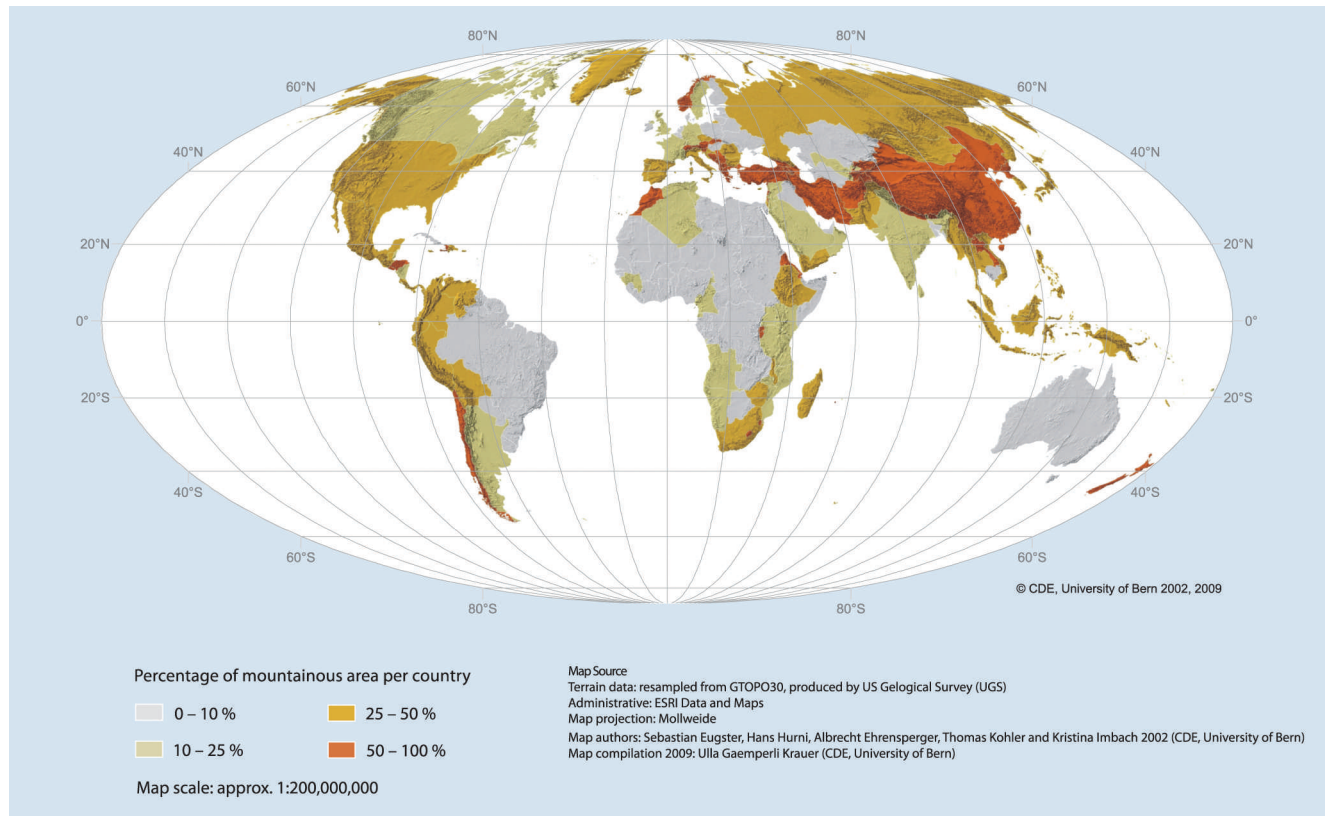 80°N
80°N
60°N
60°N
40°N
40°N
20°N
20°N
0°
0°
20°S
20°S
40°S
40°S
60°S
60°S
80°S
80°S
© CDE, University of Bern 2002, 2009
Percentage of mountainous area per country
0 – 10 %
25 – 50 %
10 – 25 %
50 – 100 %
Map scale: approx. 1:200,000,000
Map Source
Terrain data: resampled from GTOPO30, produced by US Gelogical Survey (UGS)
Administrative: ESRI Data and Maps
Map projection: Mollweide
Map authors: Sebastian Eugster, Hans Hurni, Albrecht Ehrensperger, Thomas Kohler and Kristina Imbach 2002 (CDE, University of Bern)
Map compilation 2009: Ulla Gaemperli Krauer (CDE, University of Bern)